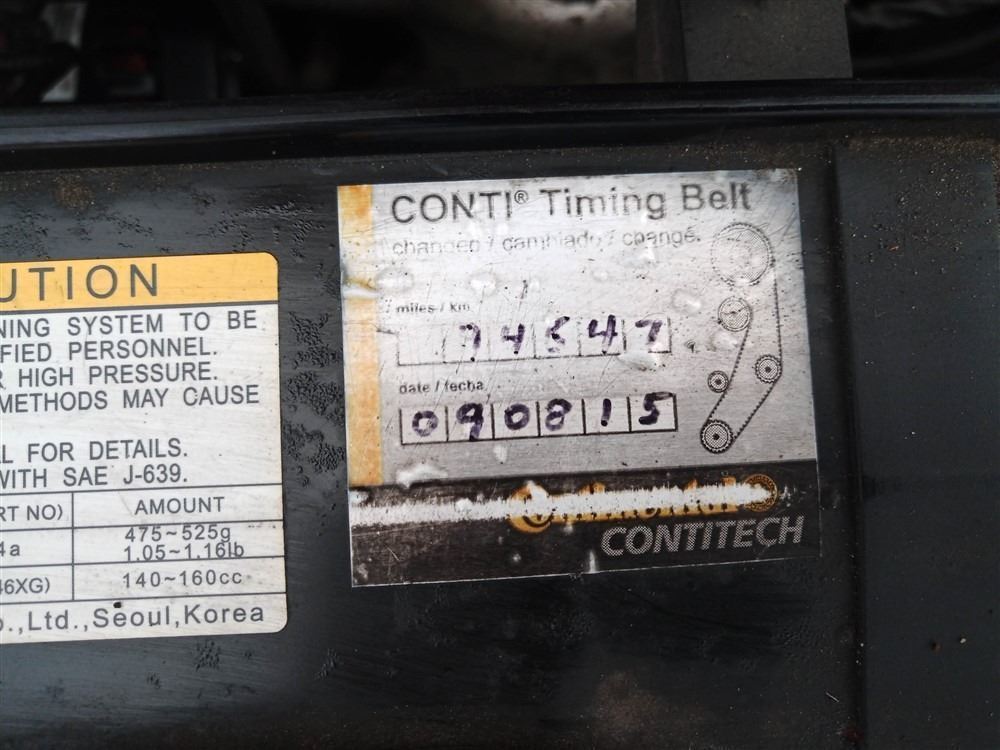 UTION
NING SYSTEM TO BE
FIED PERSONNEL.
R HIGH PRESSURE.
METHODS MAY CAUSE
L FOR DETAILS.
WITH SAE J-639.
RT NO) AMOUNT
4a 475~525g
1.05~1.16lb
46XG) 140~160cc
o.,Ltd.,Seoul,Korea
CONTI® Timing Belt
changed / cambiado / changé.
miles / km
74547
date / fecha
090815
Continental
CONTITECH